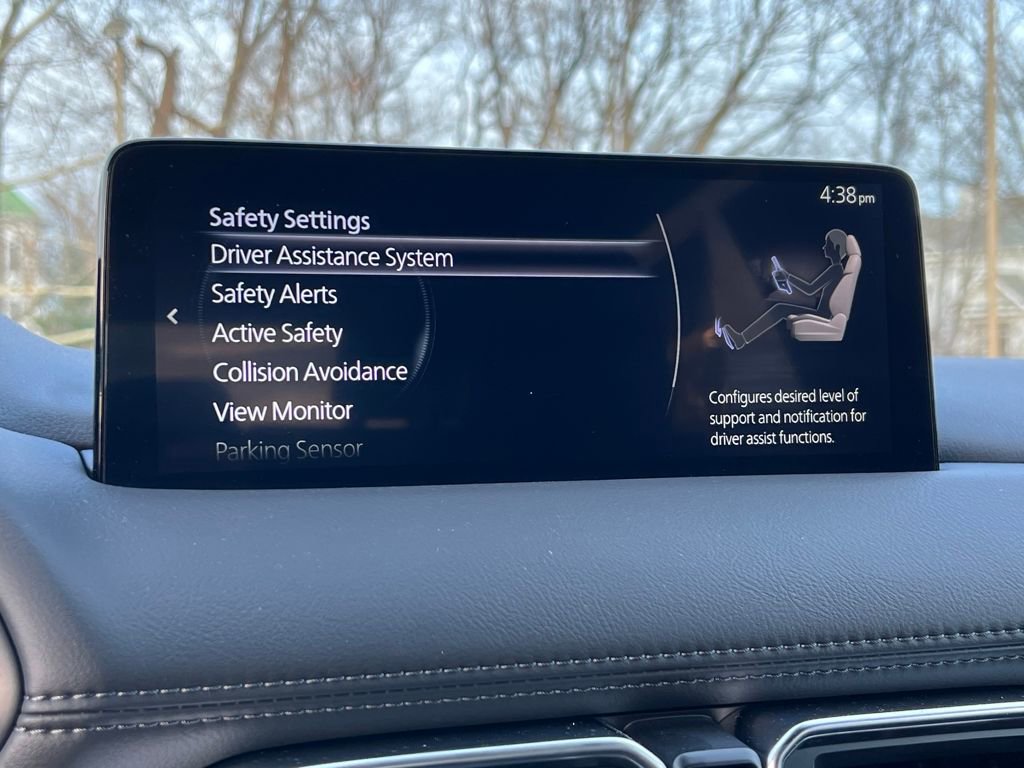 4:38pm
Safety Settings
Driver Assistance System
Safety Alerts
Active Safety
Collision Avoidance
View Monitor
Parking Sensor
Configures desired level of
support and notification for
driver assist functions.